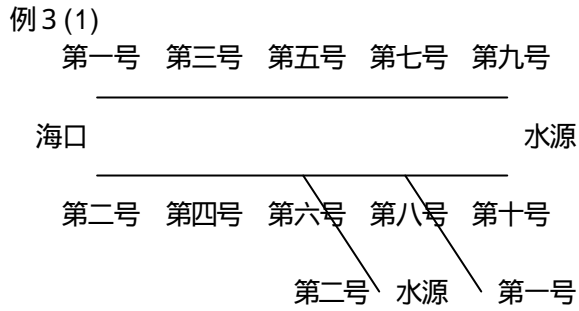 例3(1)
第一号 第三号 第五号 第七号 第九号
海口 水源
第二号 第四号 第六号 第八号 第十号
第二号 水源 第一号